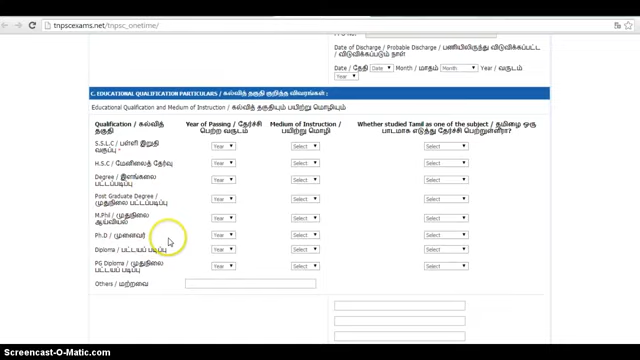 tnpscexams.net/tnpsc_onetime/
Date of Discharge / Probable Discharge / பணியிலிருந்து விடுவிக்கப்பட்ட
/ விடுவிக்கப்படும் நாள்
Date / தேதி Date Month / மாதம் Month Year / வருடம்
Year
C. EDUCATIONAL QUALIFICATION PARTICULARS / கல்வித் தகுதி குறித்த விவரங்கள் :
Educational Qualification and Medium of Instruction / கல்வித் தகுதியும் பயிற்று மொழியும்
Qualification / கல்வித் தகுதி Year of Passing / தேர்ச்சி பெற்ற வருடம் Medium of Instruction / பயிற்று மொழி Whether studied Tamil as one of the subject / தமிழை ஒரு பாடமாக எடுத்து தேர்ச்சி பெற்றுள்ளீரா?
S.S.L.C / பள்ளி இறுதி வகுப்பு * Year Select Select
H.S.C / மேனிலைத் தேர்வு Year Select Select
Degree / இளங்கலை பட்டப்படிப்பு Year Select Select
Post Graduate Degree / முதுநிலை பட்டப்படிப்பு Year Select Select
M.Phil / முதுநிலை ஆய்வியல் Year Select Select
Ph.D / முனைவர் Year Select Select
Diploma / பட்டயப் படிப்பு Year Select Select
PG Diploma / முதுநிலை பட்டயப் படிப்பு Year Select Select
Others / மற்றவை
Screencast-O-Matic.com